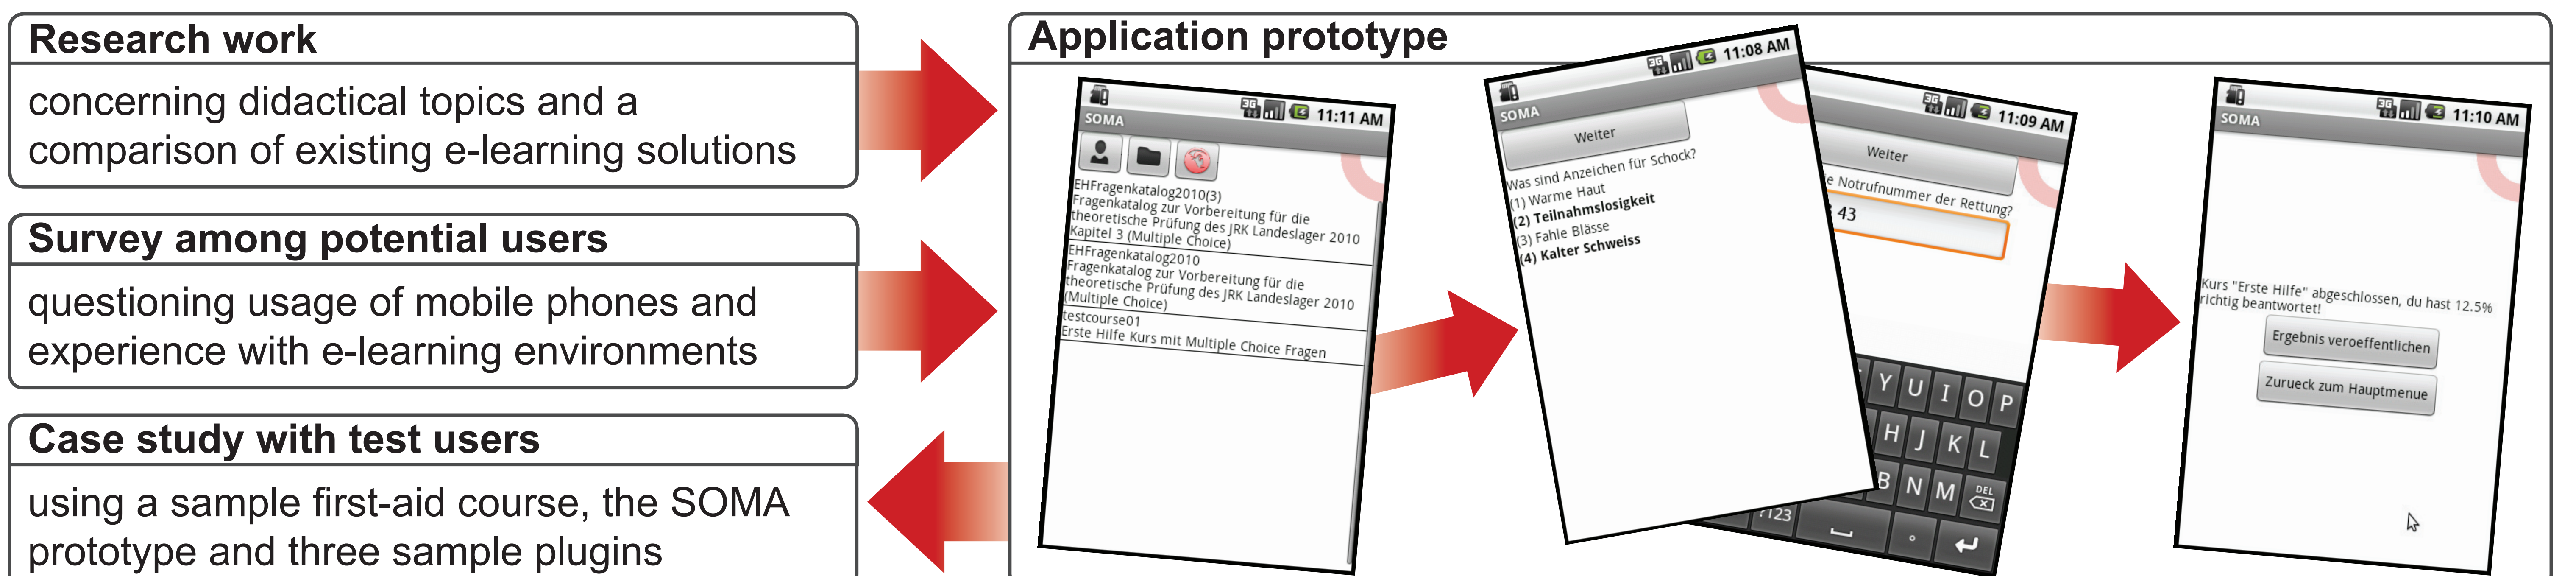 Research work
concerning didactical topics and a
comparison of existing e-learning solutions
Survey among potential users
questioning usage of mobile phones and
experience with e-learning environments
Case study with test users
using a sample first-aid course, the SOMA
prototype and three sample plugins
Application prototype
3G 11:11 AM
SOMA
EHFragenkatalog2010(3)
Fragenkatalog zur Vorbereitung für die
theoretische Prüfung des JRK Landeslager 2010
Kapitel 3 (Multiple Choice)
EHFragenkatalog2010
Fragenkatalog zur Vorbereitung für die
theoretische Prüfung des JRK Landeslager 2010
(Multiple Choice)
testcourse01
Erste Hilfe Kurs mit Multiple Choice Fragen
3G 11:08 AM
SOMA
Weiter
Was sind Anzeichen für Schock?
(1) Warme Haut
(2) Teilnahmslosigkeit
(3) Fahle Blässe
(4) Kalter Schweiss
3G 11:09 AM
Weiter
e Notrufnummer der Rettung?
43
Y U I O P
H J K L
B N M DEL
?123
3G 11:10 AM
SOMA
Kurs "Erste Hilfe" abgeschlossen, du hast 12.5%
richtig beantwortet!
Ergebnis veroeffentlichen
Zurueck zum Hauptmenue